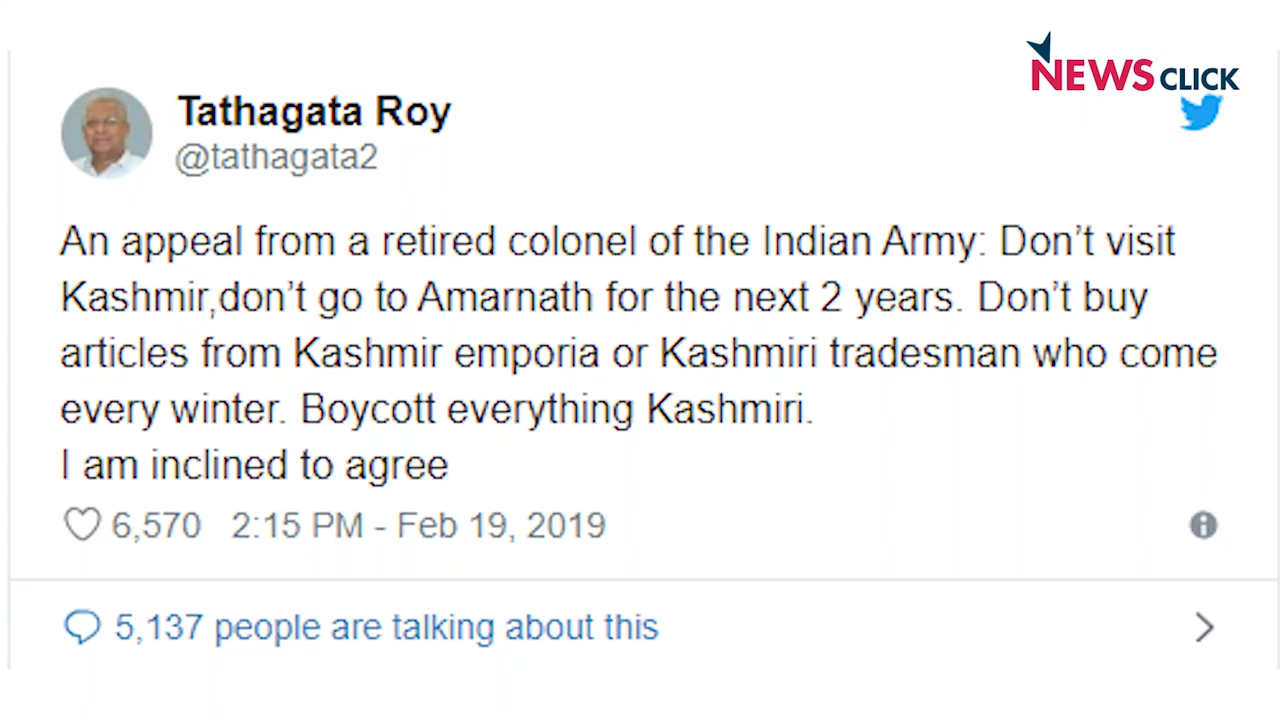 NEWS CLICK
Tathagata Roy
@tathagata2
An appeal from a retired colonel of the Indian Army: Don’t visit
Kashmir,don’t go to Amarnath for the next 2 years. Don’t buy
articles from Kashmir emporia or Kashmiri tradesman who come
every winter. Boycott everything Kashmiri.
I am inclined to agree
6,570 2:15 PM - Feb 19, 2019
5,137 people are talking about this